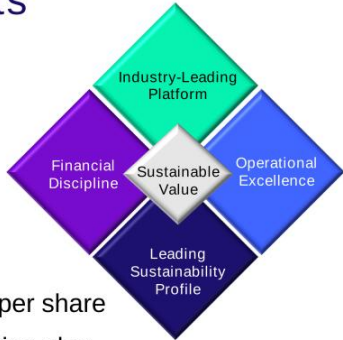 Industry-Leading
Platform
Financial
Discipline
Sustainable
Value
Operational
Excellence
Leading
Sustainability
Profile
per share